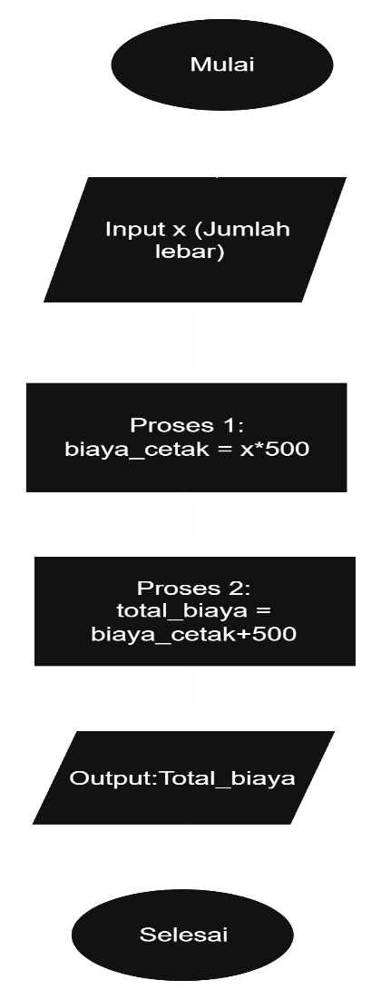 Mulai
Input x (Jumlah
lebar)
Proses 1:
biaya_cetak = x*500
Proses 2:
total_biaya =
biaya_cetak+500
Output:Total_biaya
Selesai